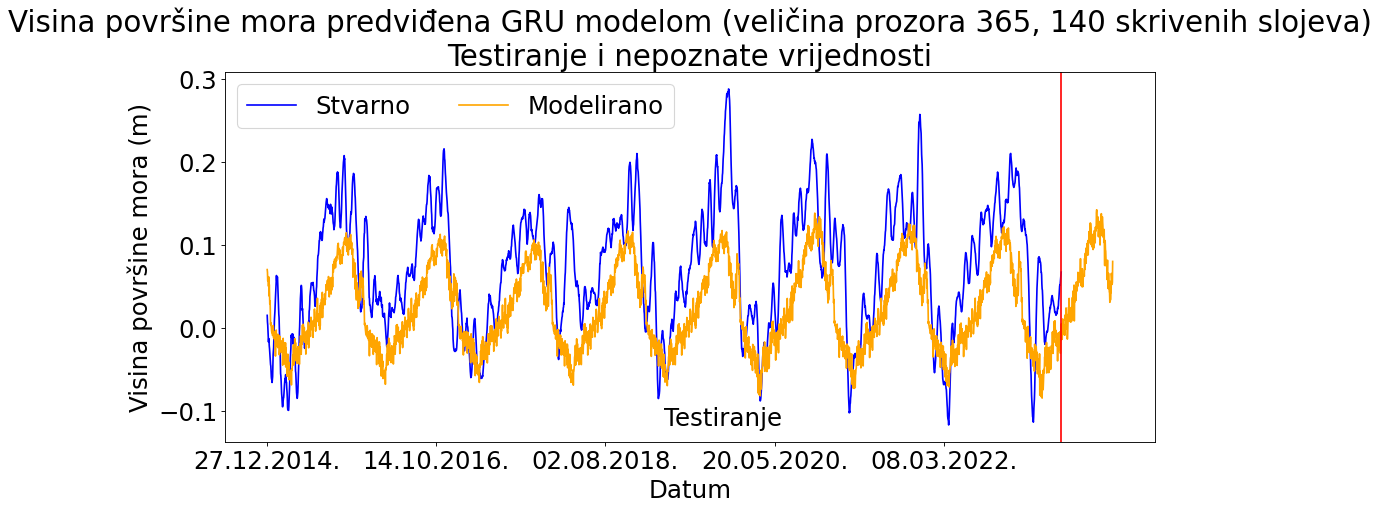 Visina površine mora predviđena GRU modelom (veličina prozora 365, 140 skrivenih slojeva)
Testiranje i nepoznate vrijednosti
Stvarno Modelirano
Visina površine mora (m)
0.3
0.2
0.1
0.0
−0.1
Testiranje
27.12.2014. 14.10.2016. 02.08.2018. 20.05.2020. 08.03.2022.
Datum